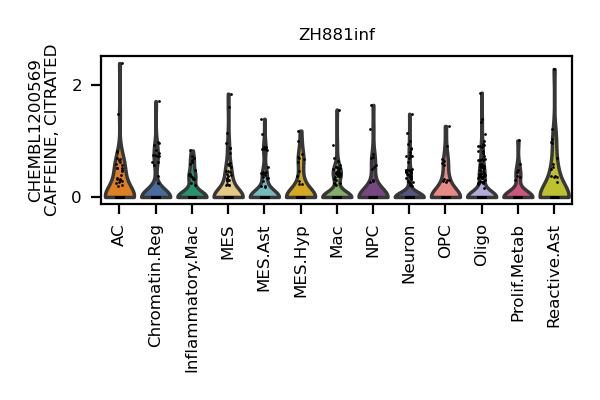 ZH881inf
CHEMBL1200569
CAFFEINE, CITRATED
2
0
AC
Chromatin.Reg
Inflammatory.Mac
MES
MES.Ast
MES.Hyp
Mac
NPC
Neuron
OPC
Oligo
Prolif.Metab
Reactive.Ast